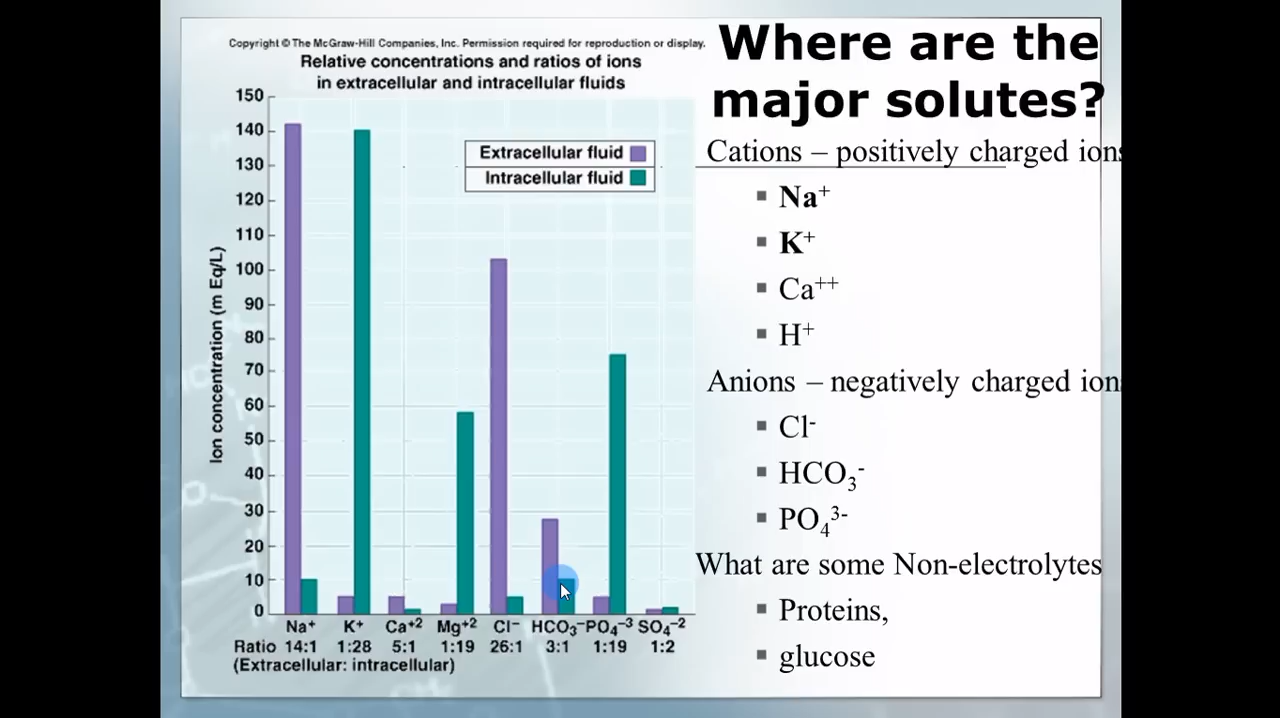 Where are the
major solutes?
Copyright © The McGraw-Hill Companies, Inc. Permission required for reproduction or display.
Relative concentrations and ratios of ions
in extracellular and intracellular fluids
Ion concentration (m Eq/L)
150
140
130
120
110
100
90
80
70
60
50
40
30
20
10
0
Extracellular fluid
Intracellular fluid
Na⁺ K⁺ Ca⁺² Mg⁺² Cl⁻ HCO₃⁻ PO₄⁻³ SO₄⁻²
Ratio 14:1 1:28 5:1 1:19 26:1 3:1 1:19 1:2
(Extracellular: intracellular)
Cations – positively charged ions
Na⁺
K⁺
Ca⁺⁺
H⁺
Anions – negatively charged ion
Cl⁻
HCO₃⁻
PO₄³⁻
What are some Non-electrolytes
Proteins,
glucose